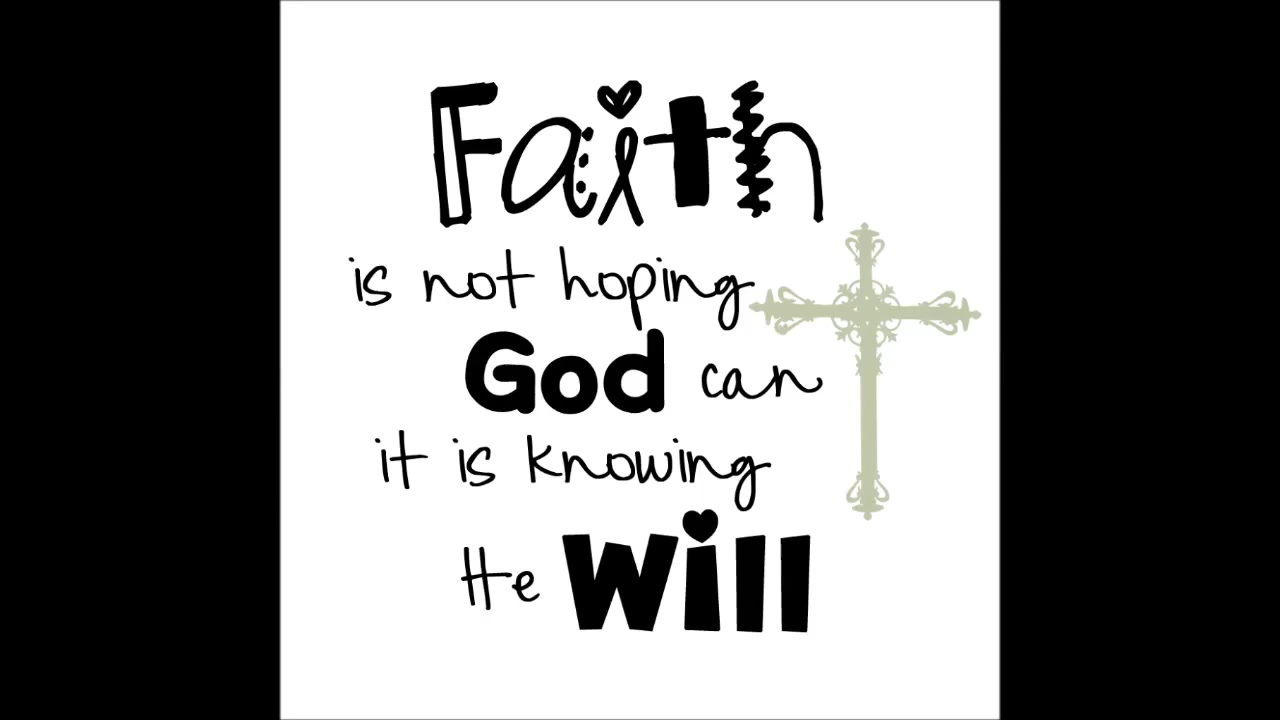 Faith
is not hoping
God can
it is knowing
He Will